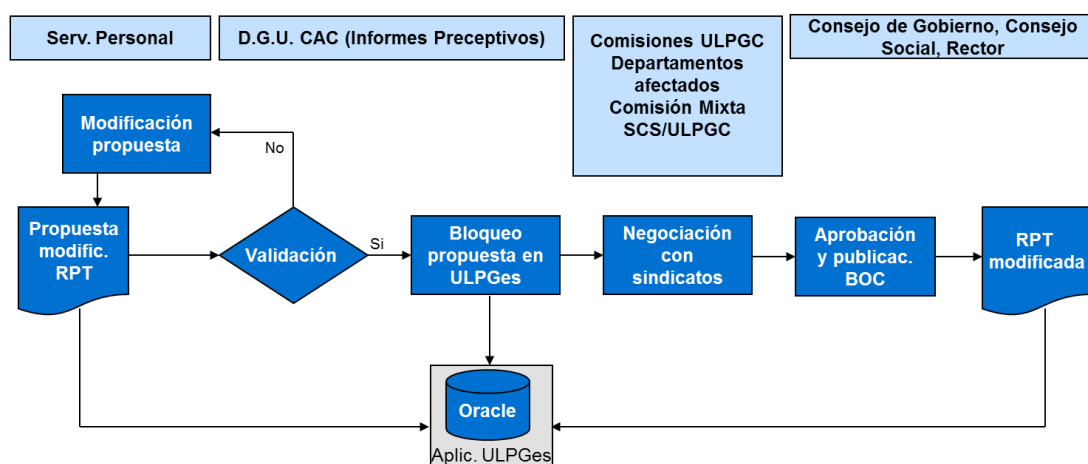 Serv. Personal
D.G.U. CAC (Informes Preceptivos)
Comisiones ULPGC
Departamentos
afectados
Comisión Mixta
SCS/ULPGC
Consejo de Gobierno, Consejo
Social, Rector
Modificación
propuesta
No
Propuesta
modific.
RPT
Validación
Si
Bloqueo
propuesta en
ULPGes
Negociación
con
sindicatos
Aprobación
y publicac.
BOC
RPT
modificada
Oracle
Aplic. ULPGes